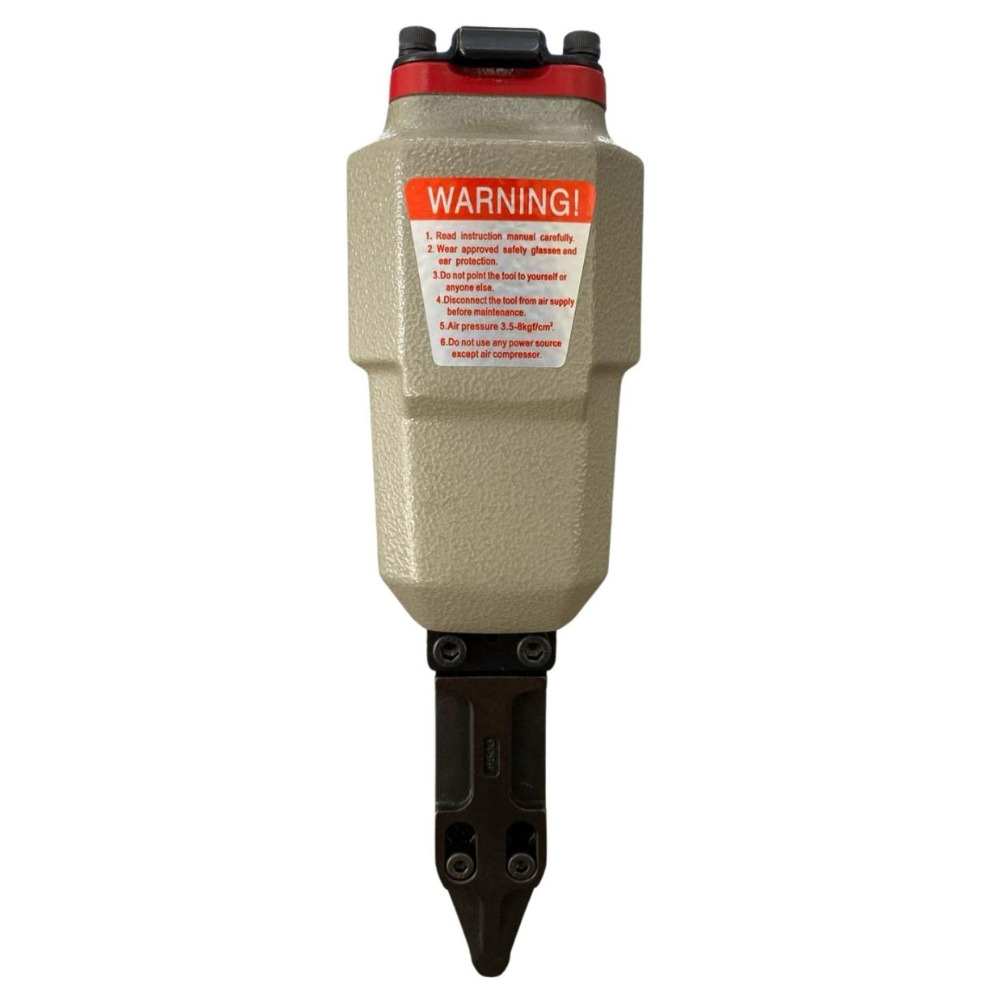 WARNING!
1. Read instruction manual carefully.
2. Wear approved safety glasses and
ear protection.
3.Do not point the tool to yourself or
anyone else.
4.Disconnect the tool from air supply
before maintenance.
5.Air pressure 3.5-8kgf/cm².
6.Do not use any power source
except air compressor.